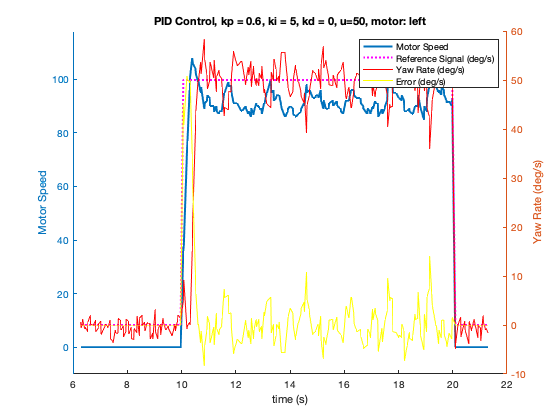 PID Control, kp = 0.6, ki = 5, kd = 0, u=50, motor: left
Motor Speed
Reference Signal (deg/s)
Yaw Rate (deg/s)
Error (deg/s)
Motor Speed
0
20
40
60
80
100
-10
0
10
20
30
40
50
60
Yaw Rate (deg/s)
6
8
10
12
14
16
18
20
22
time (s)